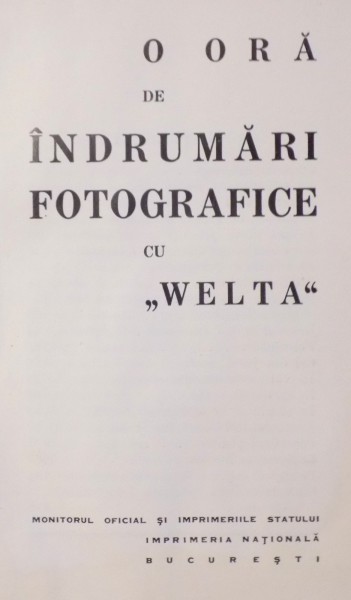 O ORĂ
DE
ÎNDRUMĂRI
FOTOGRAFICE
CU
„WELTA“
MONITORUL OFICIAL ŞI IMPRIMERIILE STATULUI
IMPRIMERIA NAŢIONALĂ
BUCUREŞTI